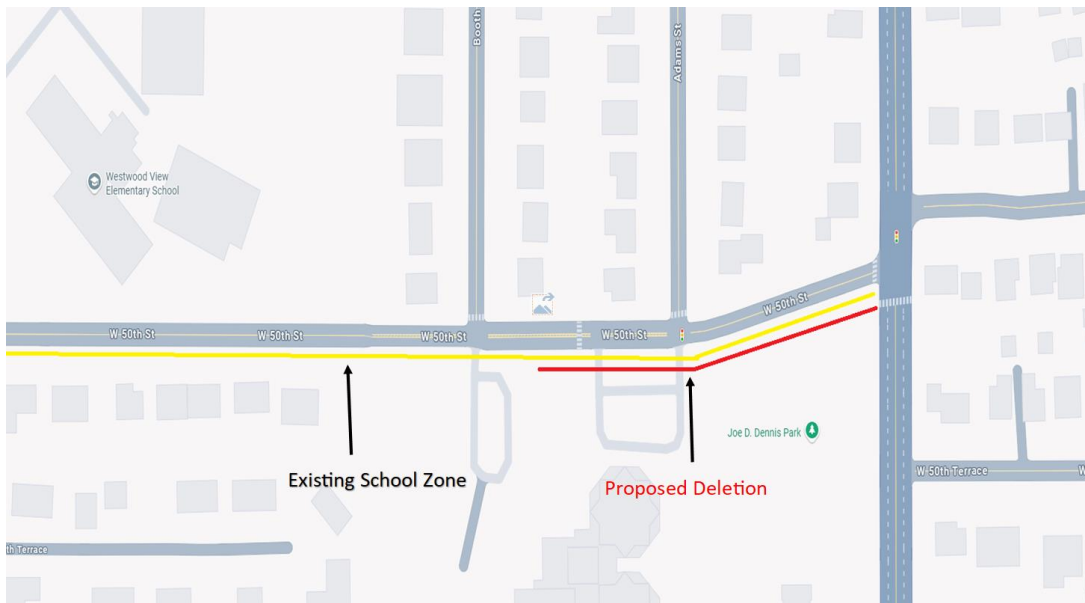 Booth
Adams St
Westwood View
Elementary School
W 50th St
W 50th St
W 50th St
W 50th St
W 50th St
Joe D. Dennis Park
Existing School Zone
Proposed Deletion
W 50th Terrace
W
th Terrace